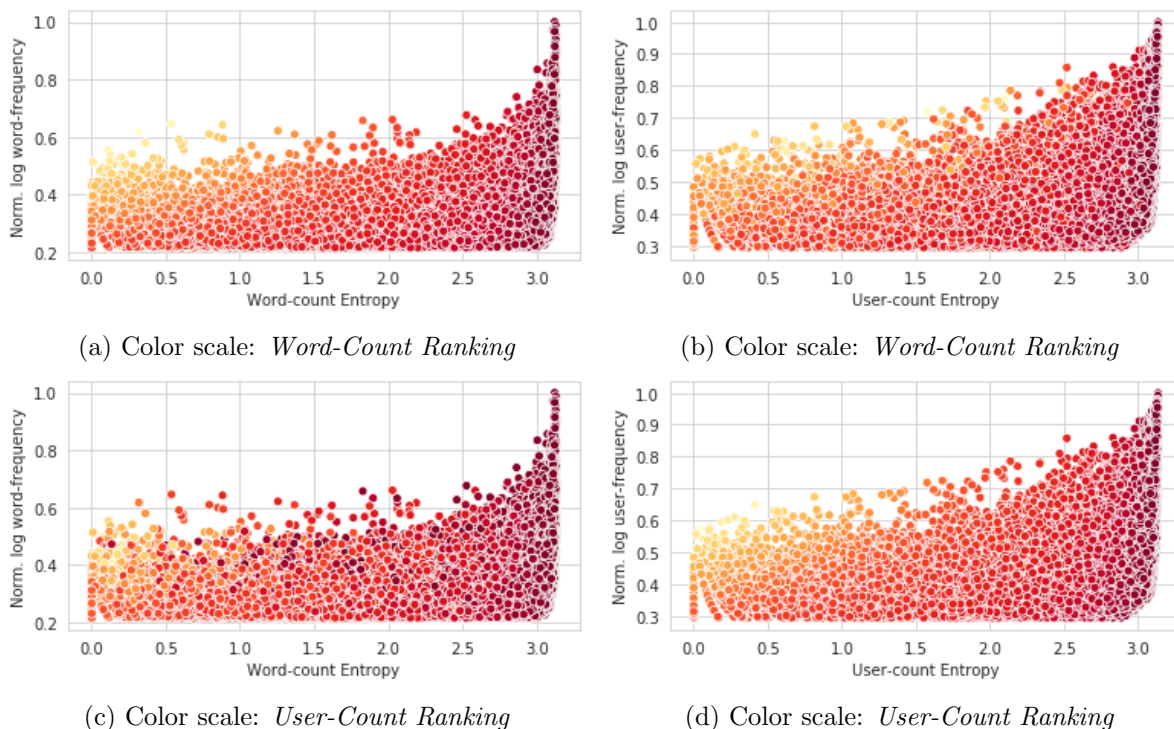 Norm. log word-frequency
1.0
0.8
0.6
0.4
0.2
0.0 0.5 1.0 1.5 2.0 2.5 3.0
Word-count Entropy
(a) Color scale: Word-Count Ranking
Norm. log user-frequency
1.0
0.9
0.8
0.7
0.6
0.5
0.4
0.3
0.0 0.5 1.0 1.5 2.0 2.5 3.0
User-count Entropy
(b) Color scale: Word-Count Ranking
Norm. log word-frequency
1.0
0.8
0.6
0.4
0.2
0.0 0.5 1.0 1.5 2.0 2.5 3.0
Word-count Entropy
(c) Color scale: User-Count Ranking
Norm. log user-frequency
1.0
0.9
0.8
0.7
0.6
0.5
0.4
0.3
0.0 0.5 1.0 1.5 2.0 2.5 3.0
User-count Entropy
(d) Color scale: User-Count Ranking